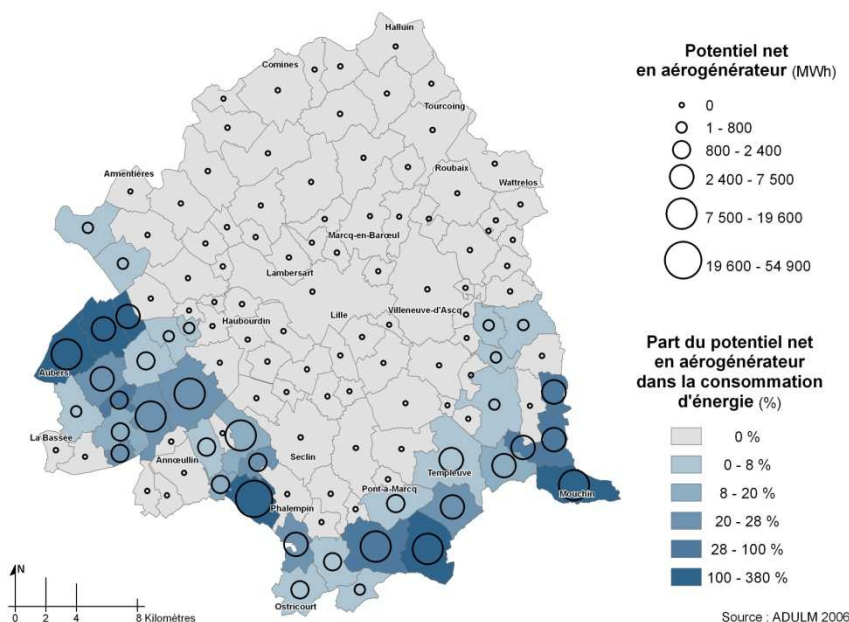 Halluin
Comines
Tourcoing
Armentières
Roubaix
Wattrelos
Marcq-en-Barœul
Lambersart
Lille
Villeneuve-d'Ascq
Haubourdin
Aubers
La Bassée
Annœullin
Seclin
Templeuve
Pont-à-Marcq
Mouchin
Phalempin
Ostricourt
N
0 2 4 8 Kilomètres
Potentiel net
en aérogénérateur (MWh)
0
1 - 800
800 - 2 400
2 400 - 7 500
7 500 - 19 600
19 600 - 54 900
Part du potentiel net
en aérogénérateur
dans la consommation
d'énergie (%)
0 %
0 - 8 %
8 - 20 %
20 - 28 %
28 - 100 %
100 - 380 %
Source : ADULM 2006